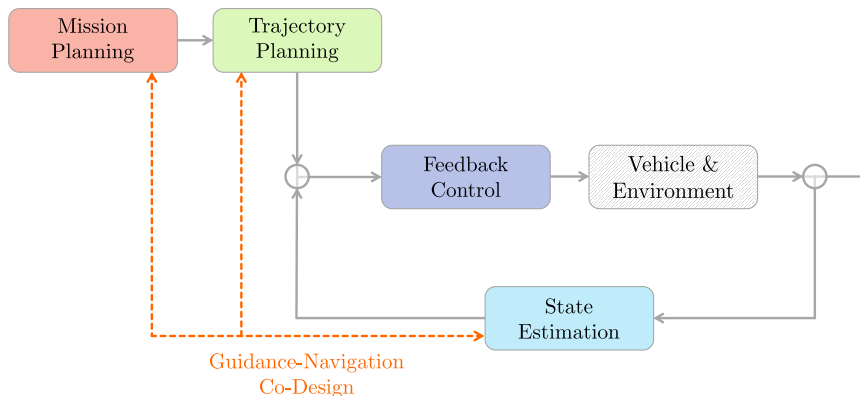 Mission
Planning
Trajectory
Planning
Feedback
Control
Vehicle &
Environment
State
Estimation
Guidance-Navigation
Co-Design